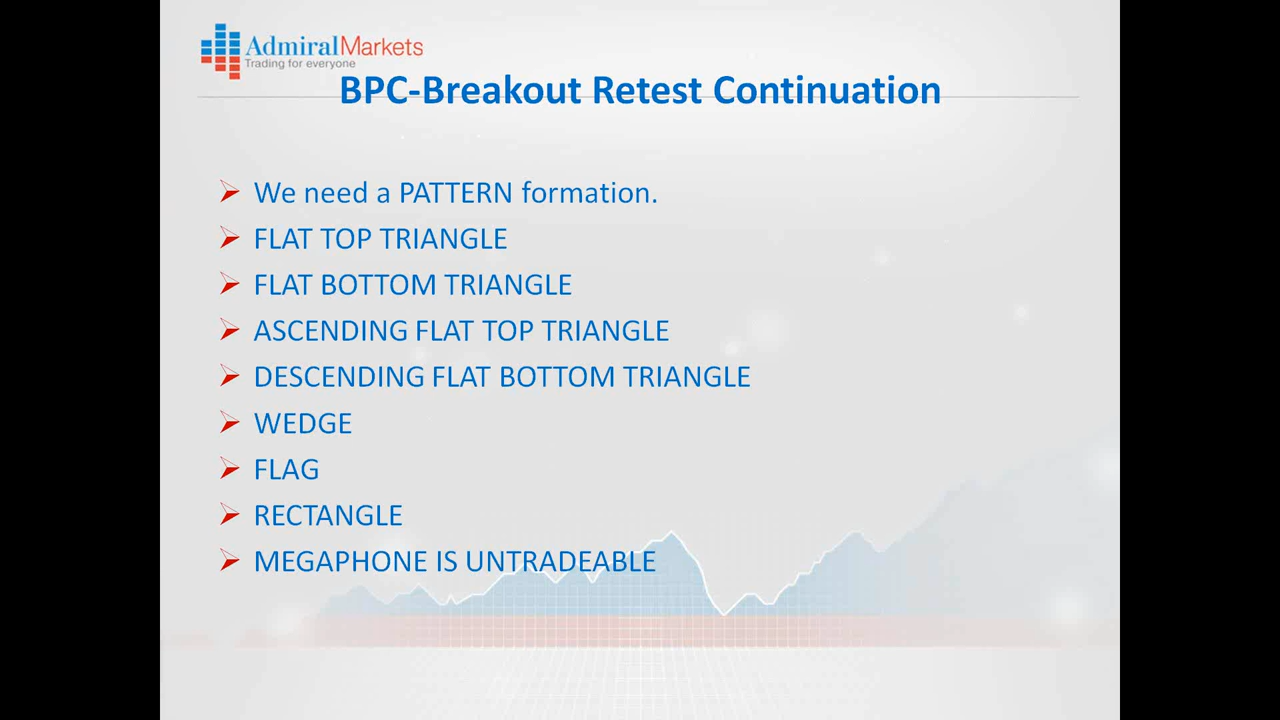 AdmiralMarkets
Trading for everyone
BPC-Breakout Retest Continuation
We need a PATTERN formation.
FLAT TOP TRIANGLE
FLAT BOTTOM TRIANGLE
ASCENDING FLAT TOP TRIANGLE
DESCENDING FLAT BOTTOM TRIANGLE
WEDGE
FLAG
RECTANGLE
MEGAPHONE IS UNTRADEABLE